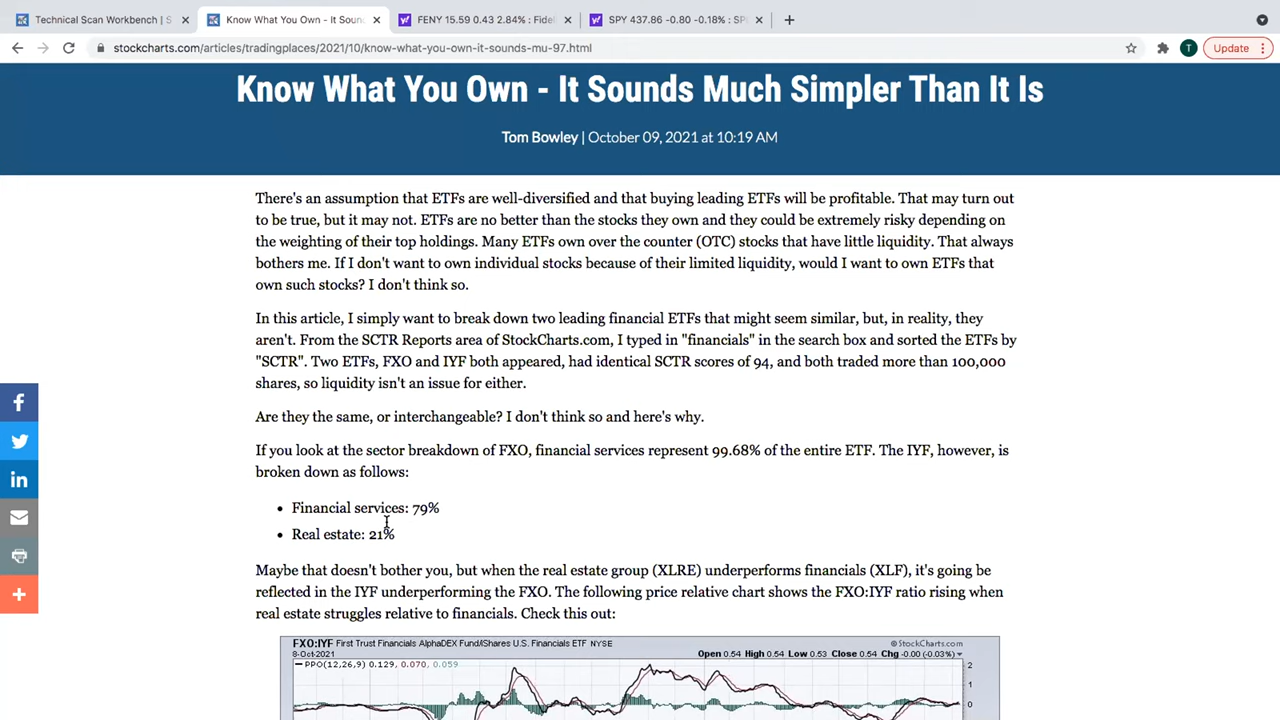 Technical Scan Workbench | S
Know What You Own - It Soun
FENY 15.59 0.43 2.84% : Fidel
SPY 437.86 -0.80 -0.18% : SP
stockcharts.com/articles/tradingplaces/2021/10/know-what-you-own-it-sounds-mu-97.html
T
Update
Know What You Own - It Sounds Much Simpler Than It Is
Tom Bowley | October 09, 2021 at 10:19 AM
There's an assumption that ETFs are well-diversified and that buying leading ETFs will be profitable. That may turn out
to be true, but it may not. ETFs are no better than the stocks they own and they could be extremely risky depending on
the weighting of their top holdings. Many ETFs own over the counter (OTC) stocks that have little liquidity. That always
bothers me. If I don't want to own individual stocks because of their limited liquidity, would I want to own ETFs that
own such stocks? I don't think so.
In this article, I simply want to break down two leading financial ETFs that might seem similar, but, in reality, they
aren't. From the SCTR Reports area of StockCharts.com, I typed in "financials" in the search box and sorted the ETFs by
"SCTR". Two ETFs, FXO and IYF both appeared, had identical SCTR scores of 94, and both traded more than 100,000
shares, so liquidity isn't an issue for either.
Are they the same, or interchangeable? I don't think so and here's why.
If you look at the sector breakdown of FXO, financial services represent 99.68% of the entire ETF. The IYF, however, is
broken down as follows:
• Financial services: 79%
• Real estate: 21%
Maybe that doesn't bother you, but when the real estate group (XLRE) underperforms financials (XLF), it's going be
reflected in the IYF underperforming the FXO. The following price relative chart shows the FXO:IYF ratio rising when
real estate struggles relative to financials. Check this out:
FXO:IYF First Trust Financials AlphaDEX Fund/iShares U.S. Financials ETF NYSE
© StockCharts.com
8-Oct-2021
Open 0.54 High 0.54 Low 0.53 Close 0.54 Chg -0.00 (-0.03%)
PPO(12,26,9) 0.129, 0.070, 0.059
2
1
0